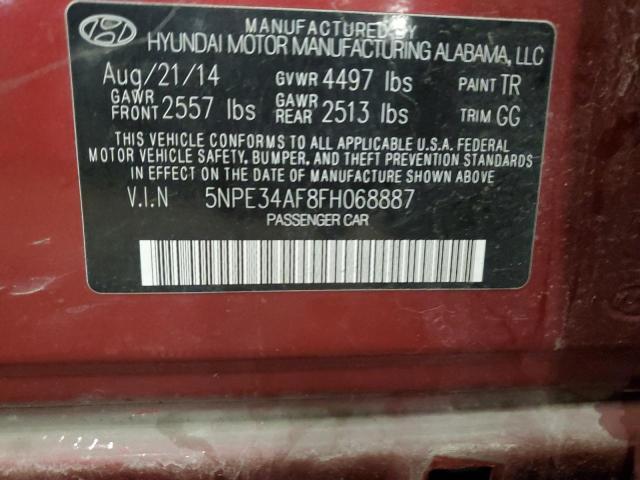 MANUFACTURED BY
HYUNDAI MOTOR MANUFACTURING ALABAMA, LLC
Aug/21/14 GVWR 4497 lbs PAINT TR
GAWR FRONT 2557 lbs GAWR REAR 2513 lbs TRIM GG
THIS VEHICLE CONFORMS TO ALL APPLICABLE U.S.A. FEDERAL
MOTOR VEHICLE SAFETY, BUMPER, AND THEFT PREVENTION STANDARDS
IN EFFECT ON THE DATE OF MANUFACTURE SHOWN ABOVE
V.I.N 5NPE34AF8FH068887
PASSENGER CAR